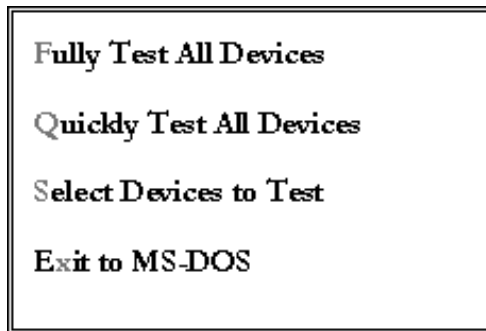 Fully Test All Devices
Quickly Test All Devices
Select Devices to Test
Exit to MS-DOS